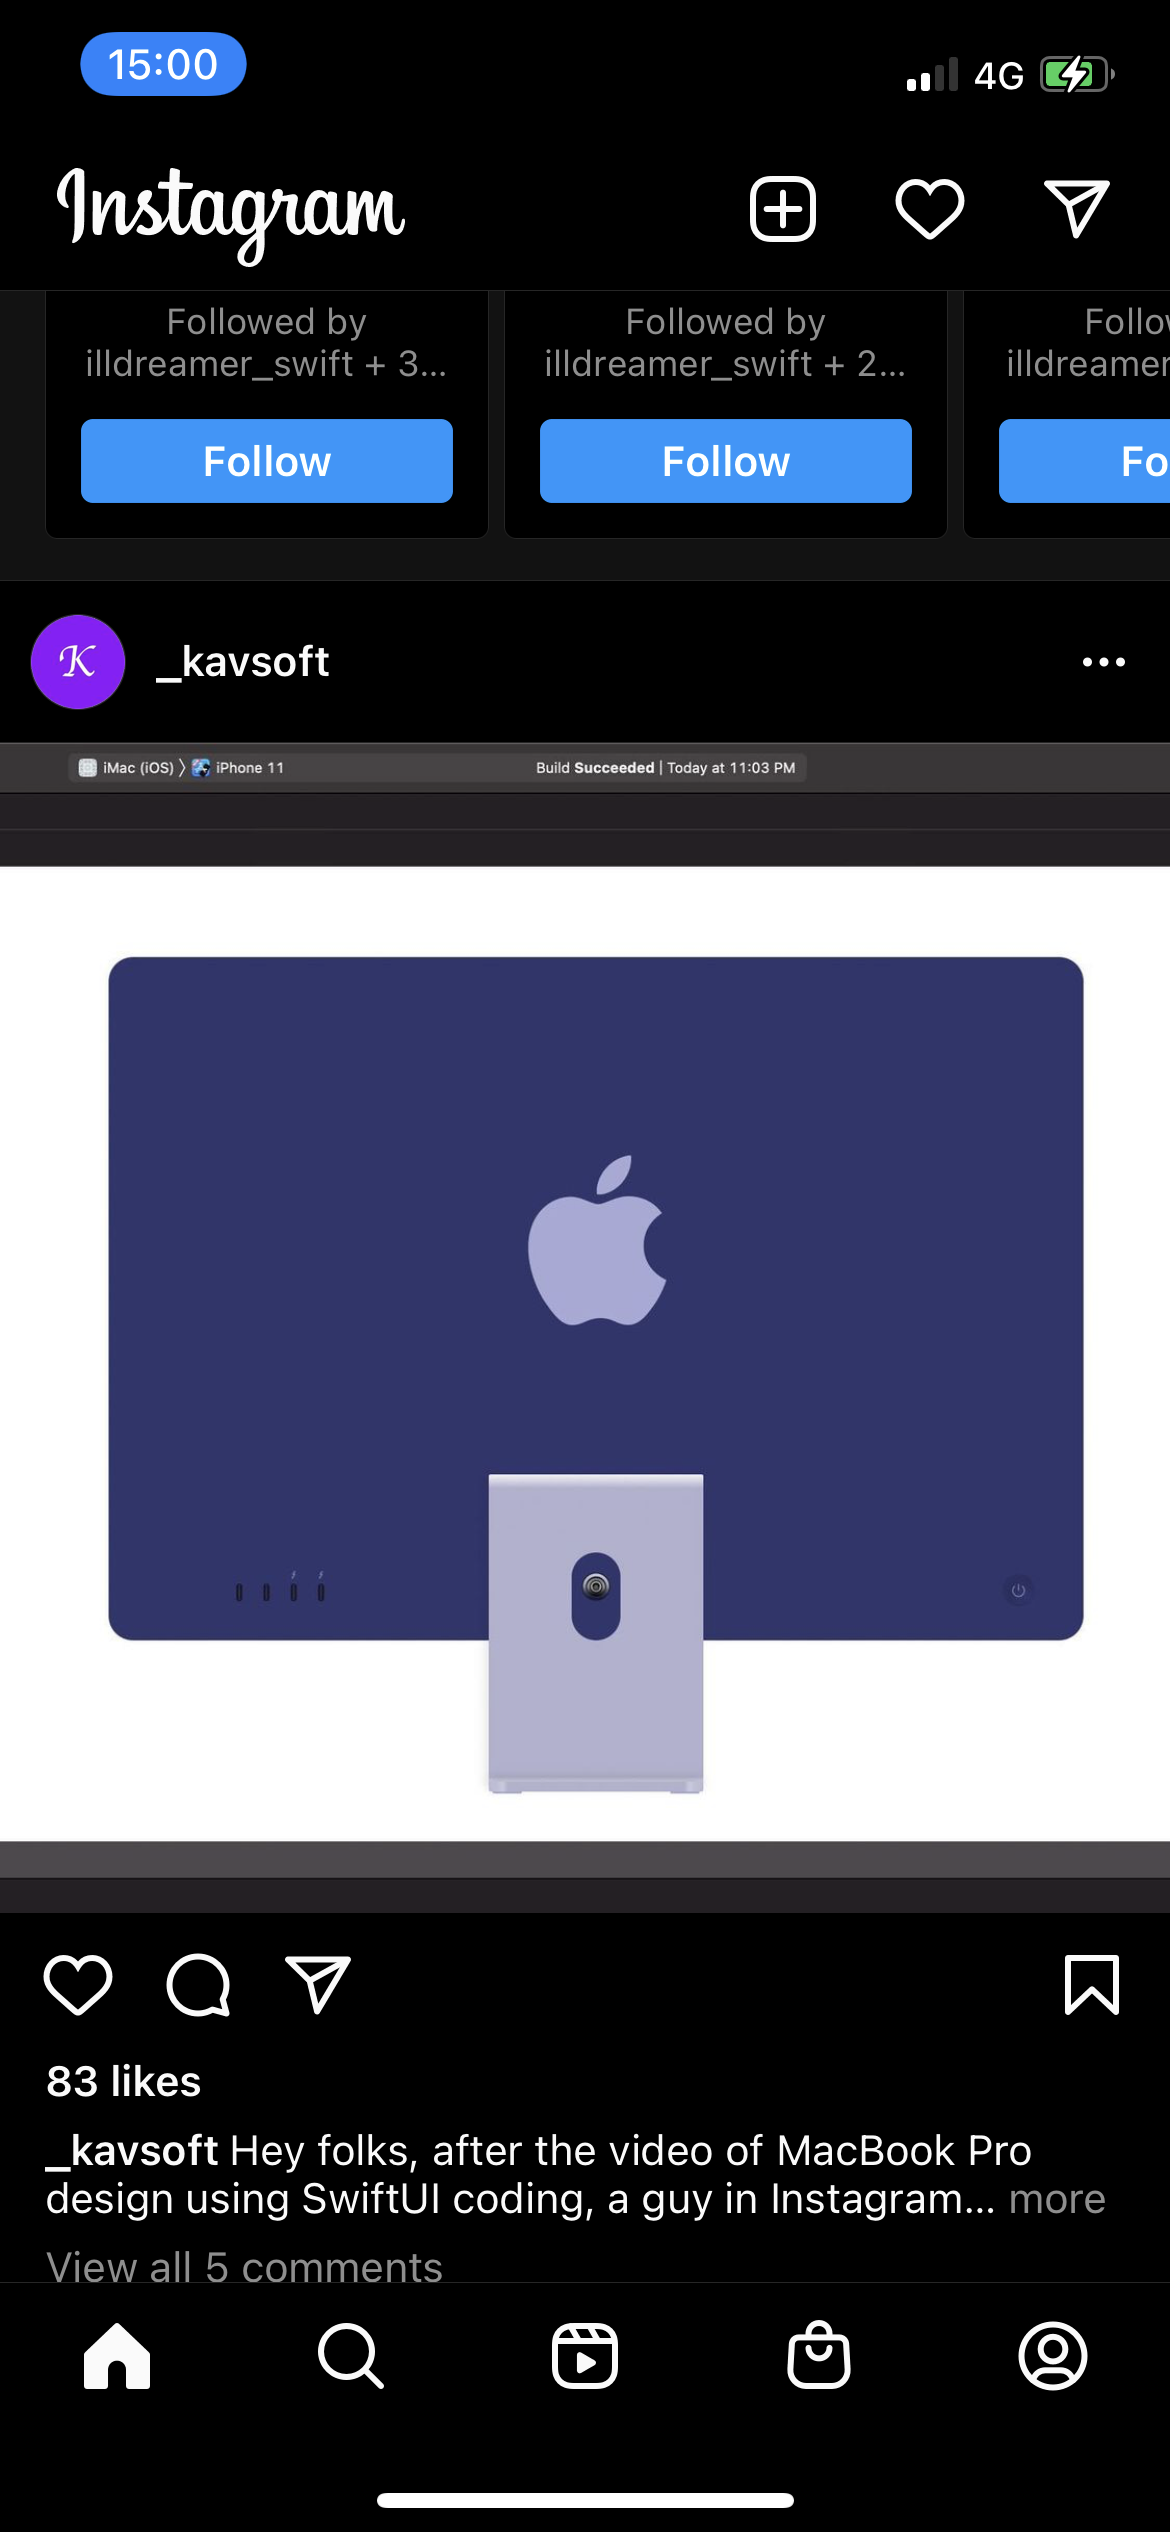 15:00
4G
Instagram
Followed by
illdreamer_swift + 3...
Follow
Followed by
illdreamer_swift + 2...
Follow
Follo
illdreamer
Fo
K
_kavsoft
iMac (iOS) 〉 iPhone 11
Build Succeeded | Today at 11:03 PM
83 likes
_kavsoft Hey folks, after the video of MacBook Pro
design using SwiftUI coding, a guy in Instagram... more
View all 5 comments